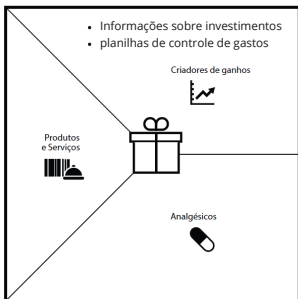 • Informações sobre investimentos
• planilhas de controle de gastos
Criadores de ganhos
Produtos
e Serviços
Analgésicos